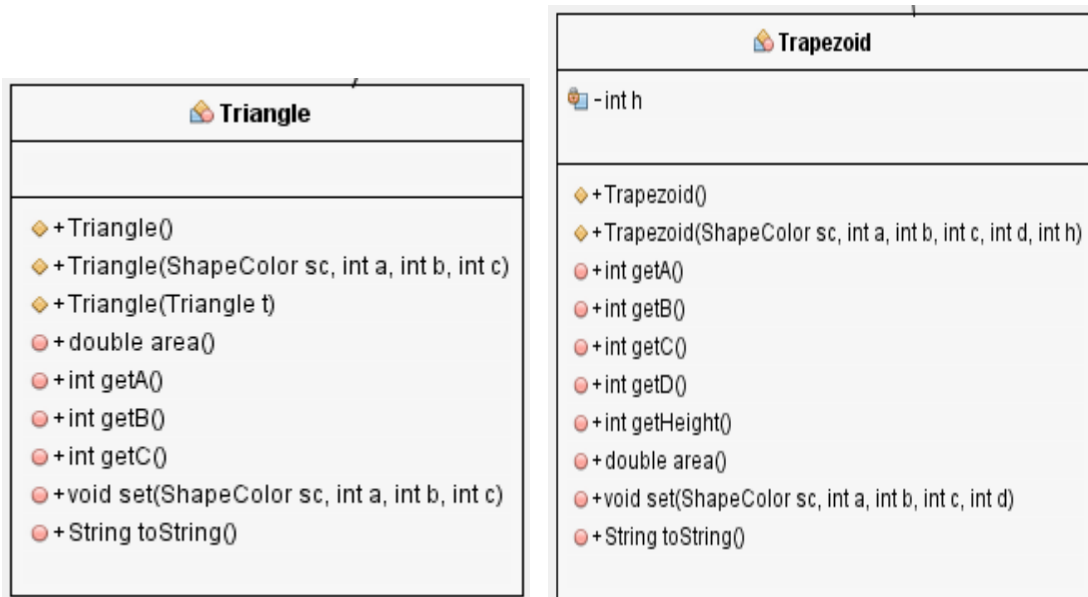 Triangle
+Triangle()
+Triangle(ShapeColor sc, int a, int b, int c)
+Triangle(Triangle t)
+double area()
+int getA()
+int getB()
+int getC()
+void set(ShapeColor sc, int a, int b, int c)
+String toString()
Trapezoid
-int h
+Trapezoid()
+Trapezoid(ShapeColor sc, int a, int b, int c, int d, int h)
+int getA()
+int getB()
+int getC()
+int getD()
+int getHeight()
+double area()
+void set(ShapeColor sc, int a, int b, int c, int d)
+String toString()